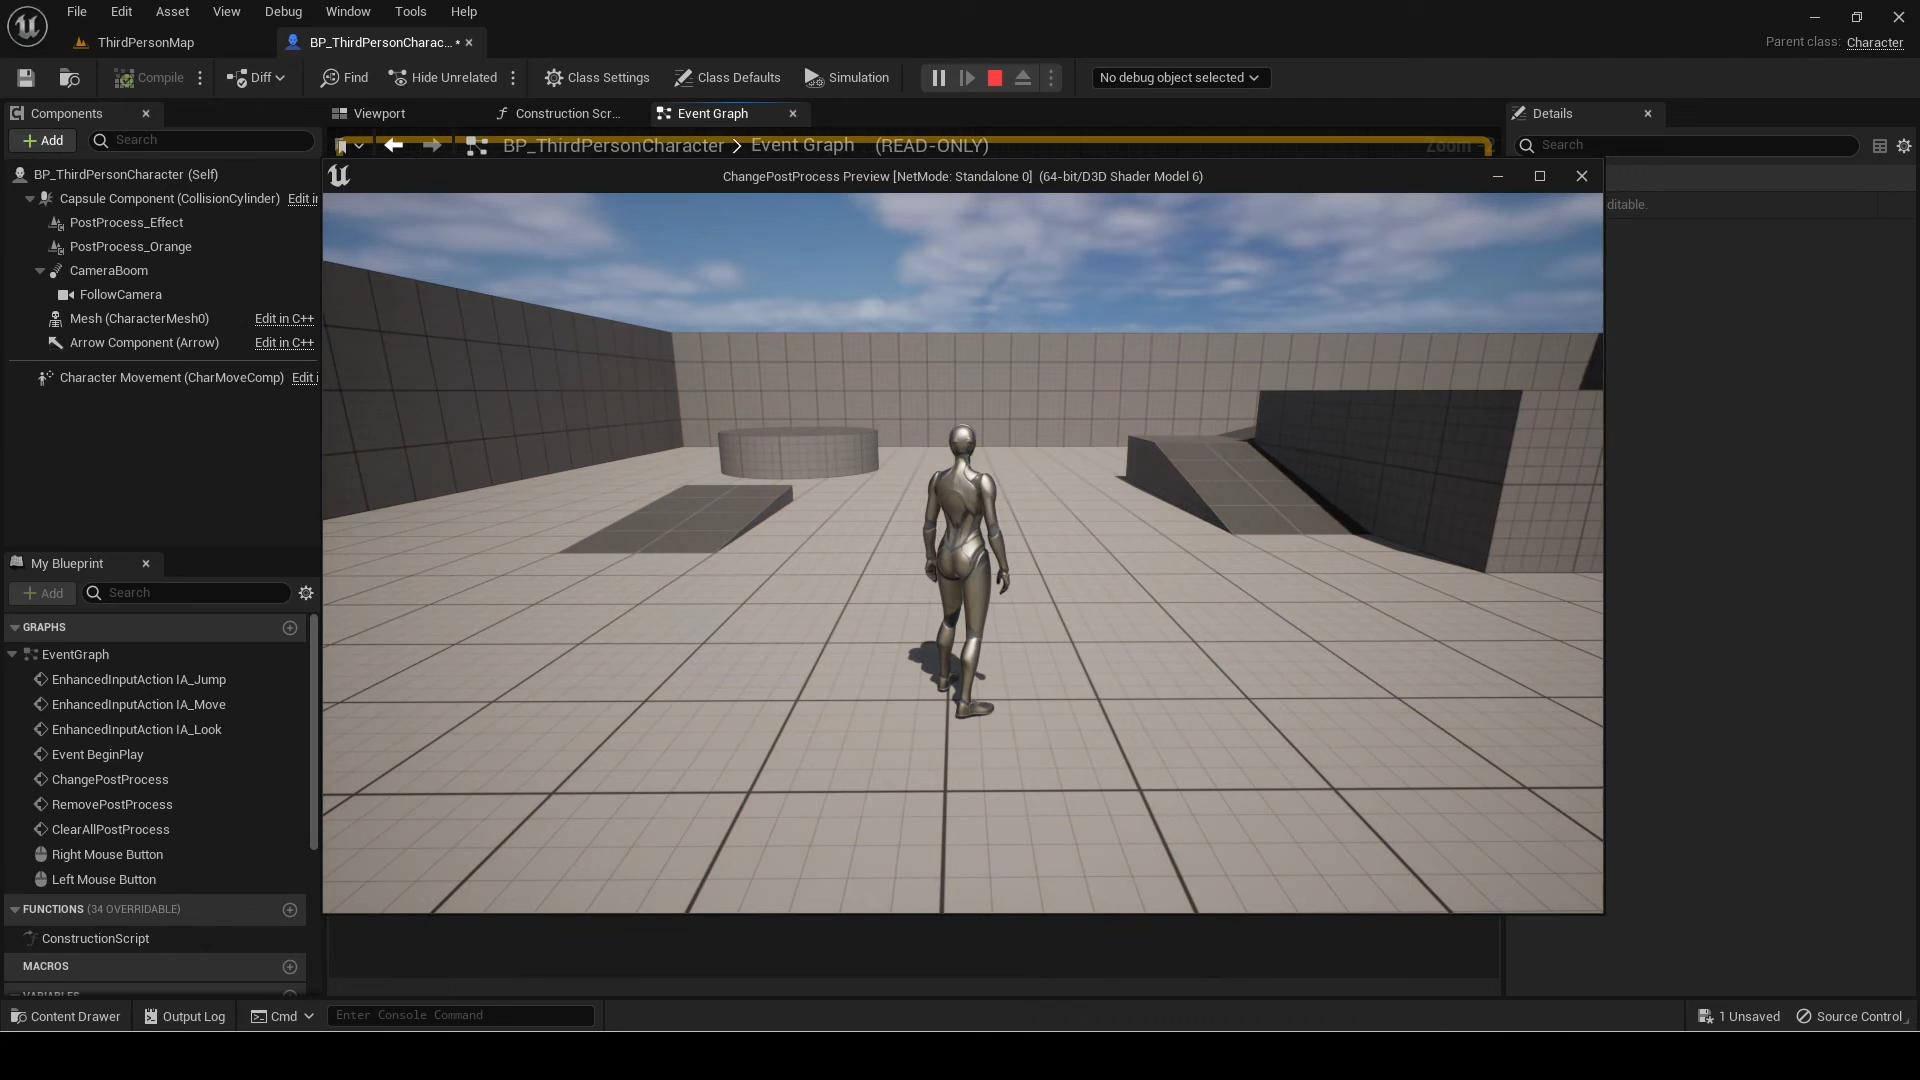 File Edit Asset View Debug Window Tools Help
ThirdPersonMap
BP_ThirdPersonCharac... *
Parent class: Character
Compile Diff Find Hide Unrelated Class Settings Class Defaults Simulation No debug object selected
Components Viewport Construction Scr... Event Graph Details
Add Search
BP_ThirdPersonCharacter > Event Graph (READ-ONLY) Zoom -2
Search
BP_ThirdPersonCharacter (Self)
ChangePostProcess Preview [NetMode: Standalone 0] (64-bit/D3D Shader Model 6)
Capsule Component (CollisionCylinder) Edit in
ditable.
PostProcess_Effect
PostProcess_Orange
CameraBoom
FollowCamera
Mesh (CharacterMesh0) Edit in C++
Arrow Component (Arrow) Edit in C++
Character Movement (CharMoveComp) Edit i
My Blueprint
Add Search
GRAPHS
EventGraph
EnhancedInputAction IA_Jump
EnhancedInputAction IA_Move
EnhancedInputAction IA_Look
Event BeginPlay
ChangePostProcess
RemovePostProcess
ClearAllPostProcess
Right Mouse Button
Left Mouse Button
FUNCTIONS (34 OVERRIDABLE)
ConstructionScript
MACROS
VARIABLES
Content Drawer Output Log Cmd Enter Console Command 1 Unsaved Source Control